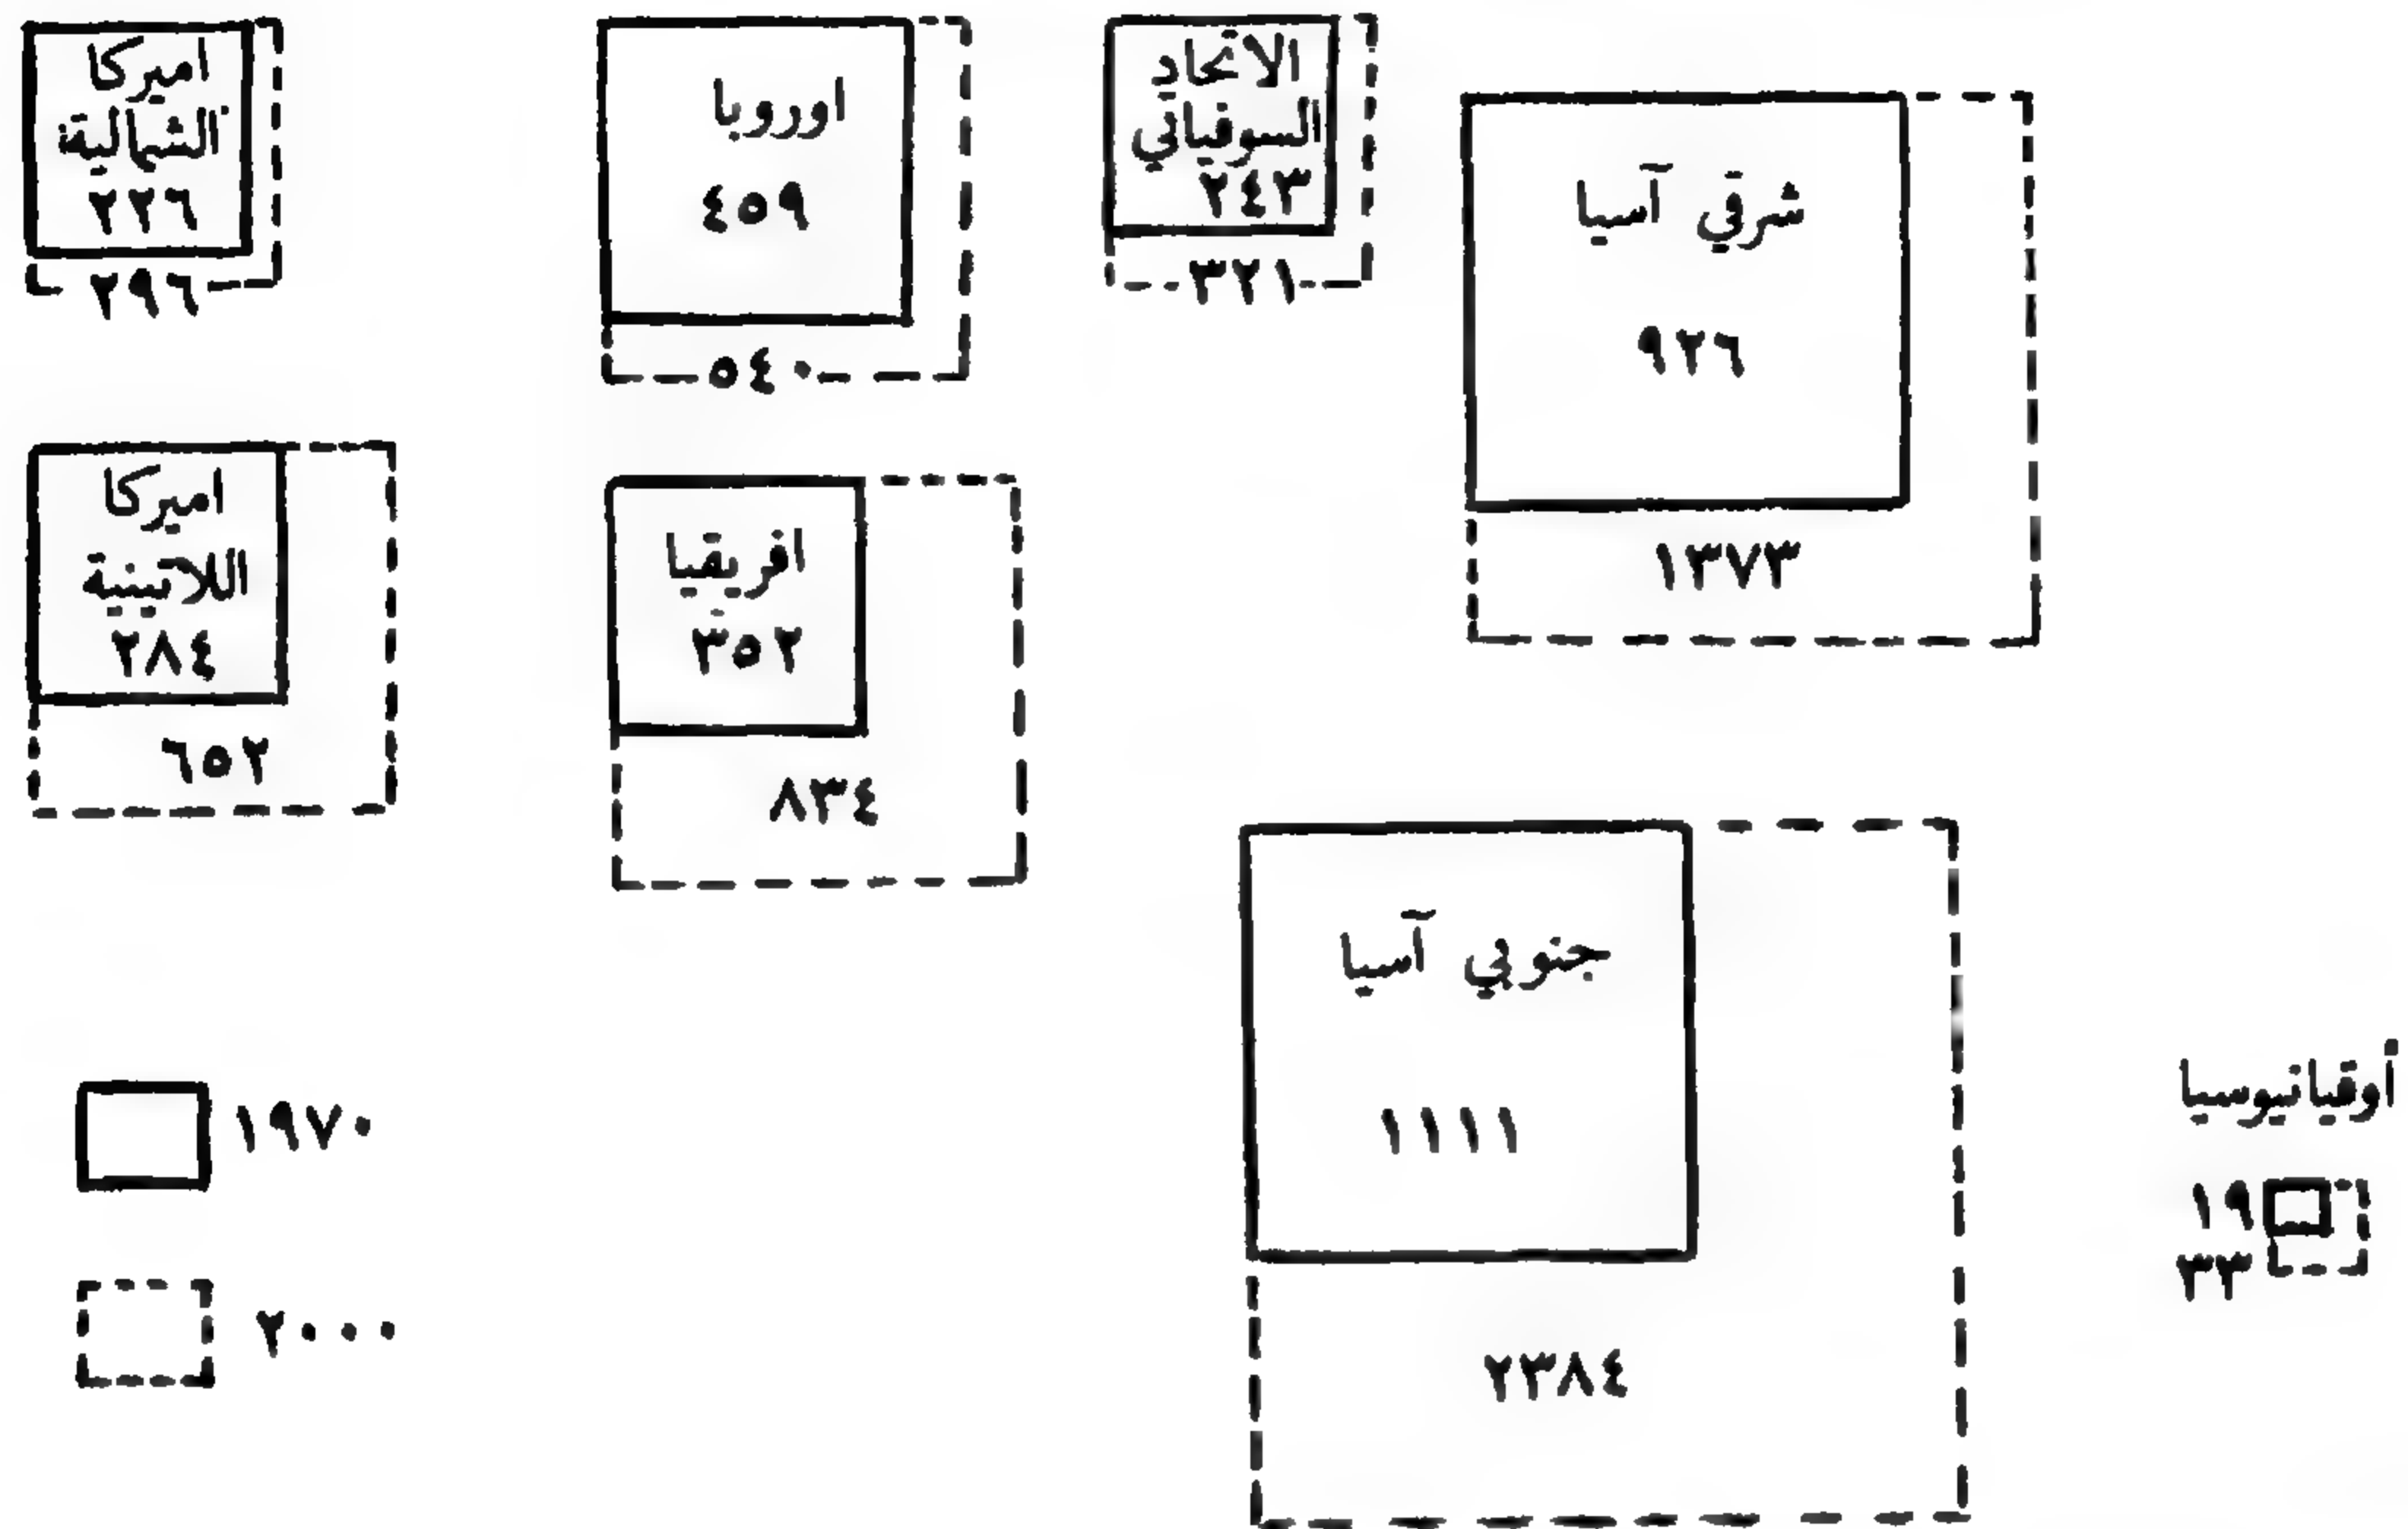 اميركا
الشمالية
٢٢٦
٢٩٦
اوروبا
٤٥٩
٥٤٠
الاتحاد
السوفياتي
٢٤٣
٣٢١
شرقي آسيا
٩٢٦
١٣٧٣
اميركا
اللاتينية
٢٨٤
٦٥٢
افريقيا
٣٥٢
٨٣٤
جنوبي آسيا
١١١١
٢٣٨٤
أوقيانيوسيا
١٩
٣٣
١٩٧٠
٢٠٠٠